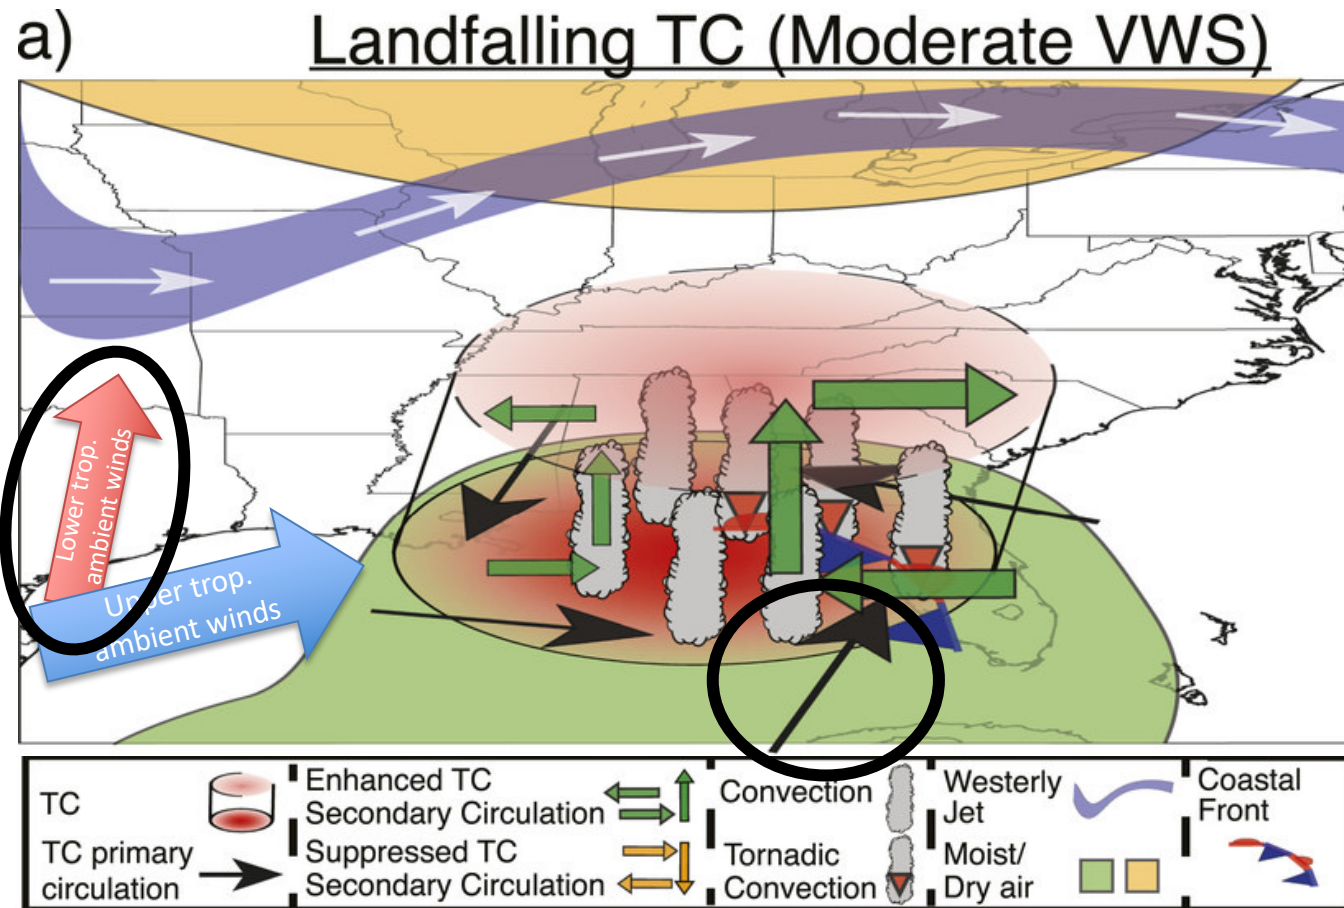 a)
Landfalling TC (Moderate VWS)
Lower trop.
ambient winds
Upper trop.
ambient winds
TC
TC primary
circulation
Enhanced TC
Secondary Circulation
Suppressed TC
Secondary Circulation
Convection
Tornadic
Convection
Westerly
Jet
Moist/
Dry air
Coastal
Front